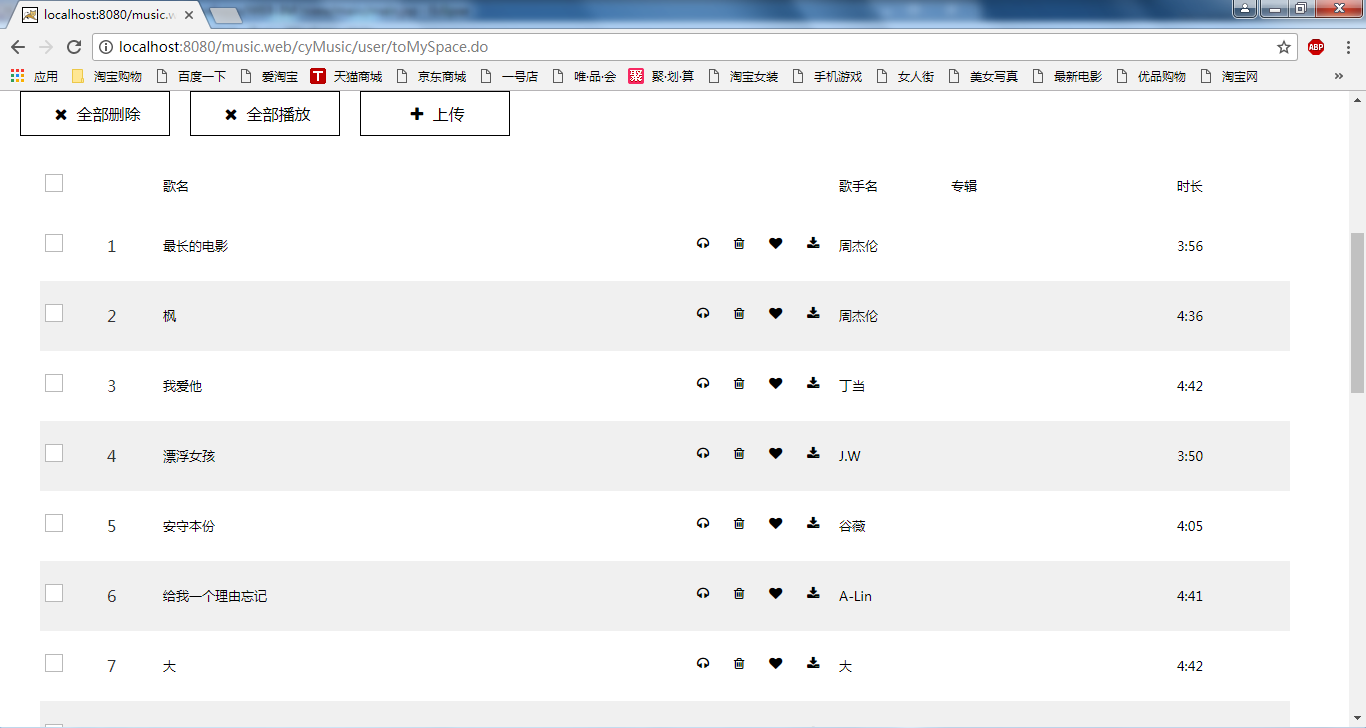 localhost:8080/music.w
localhost:8080/music.web/cyMusic/user/toMySpace.do
ABP
应用 淘宝购物 百度一下 爱淘宝 T 天猫商城 京东商城 一号店 唯·品·会 聚 聚·划·算 淘宝女装 手机游戏 女人街 美女写真 最新电影 优品购物 淘宝网 »
全部删除 全部播放 上传
歌名 歌手名 专辑 时长
1 最长的电影 周杰伦 3:56
2 枫 周杰伦 4:36
3 我爱他 丁当 4:42
4 漂浮女孩 J.W 3:50
5 安守本份 谷薇 4:05
6 给我一个理由忘记 A-Lin 4:41
7 大 大 4:42